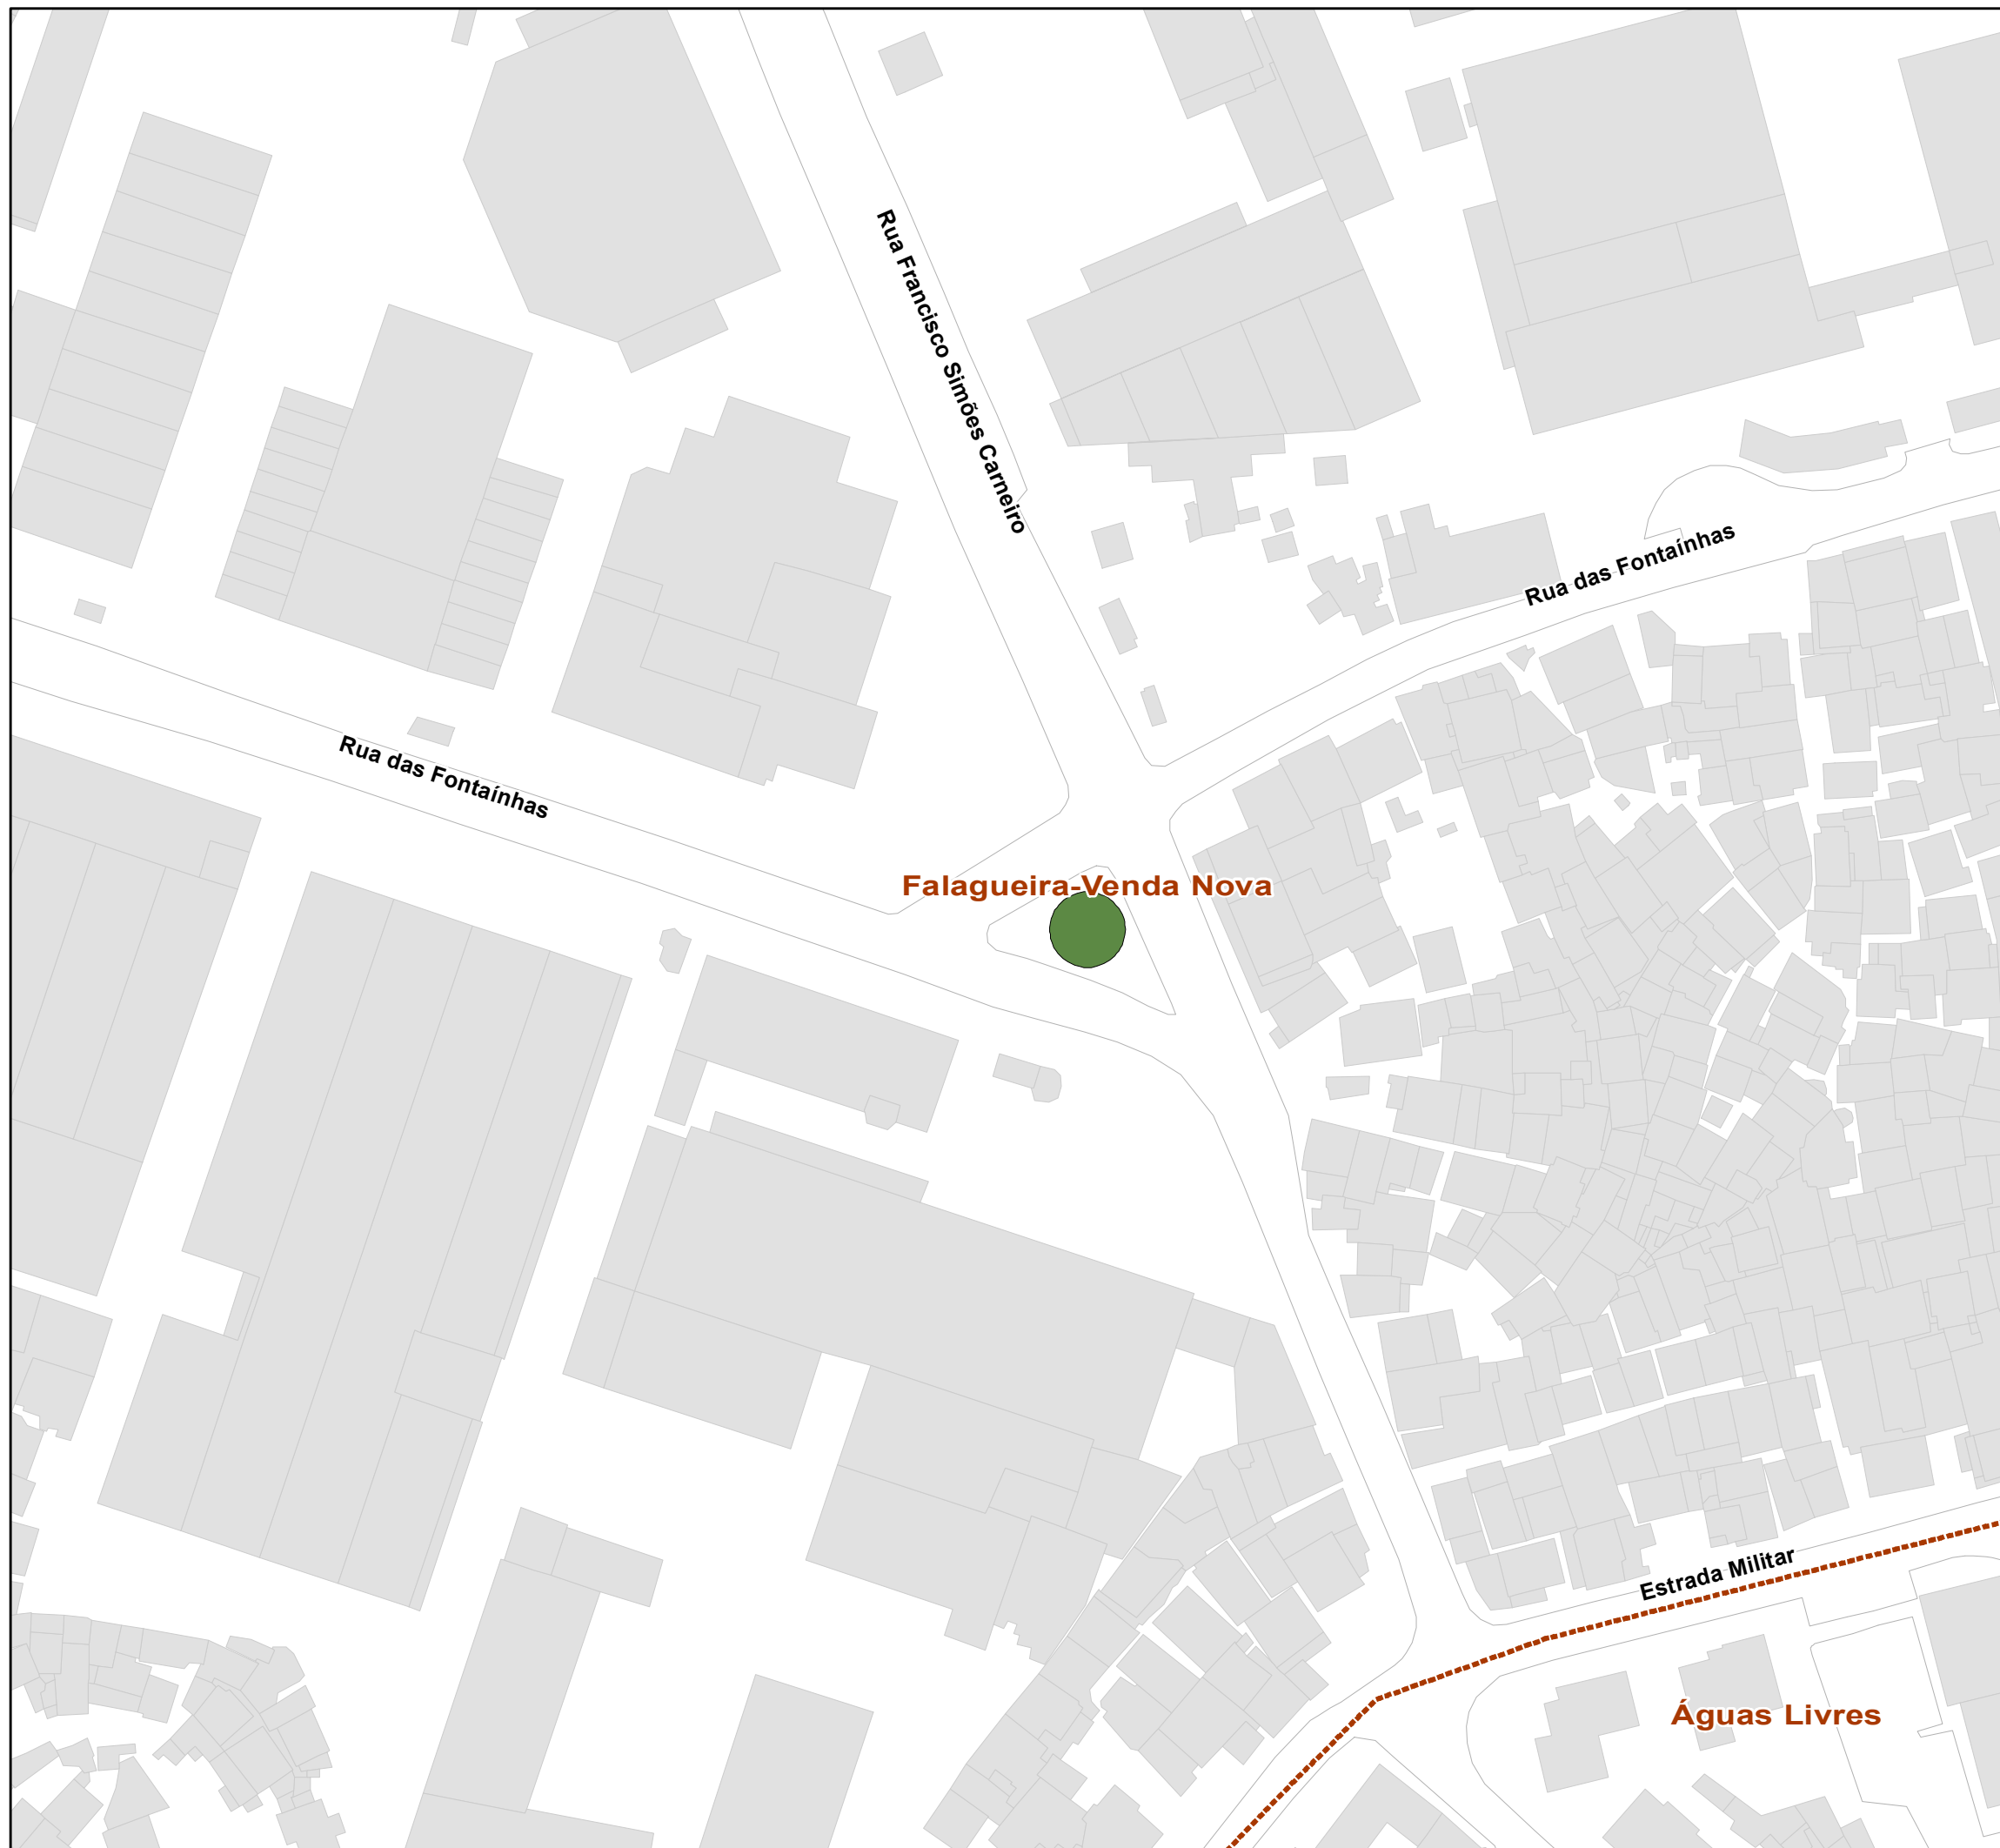 Rua Francisco Simões Carneiro
Rua das Fontaínhas
Rua das Fontaínhas
Falagueira-Venda Nova
Estrada Militar
Águas Livres